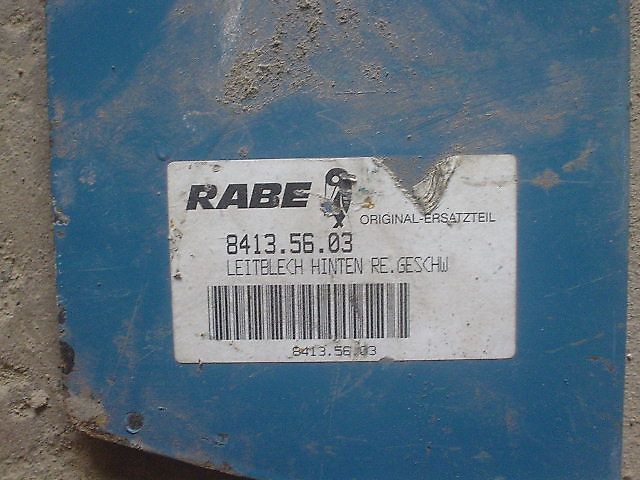 RABE
ORIGINAL-ERSATZTEIL
8413.56.03
LEITBLECH HINTEN RE.GESCHW
8413.56.03